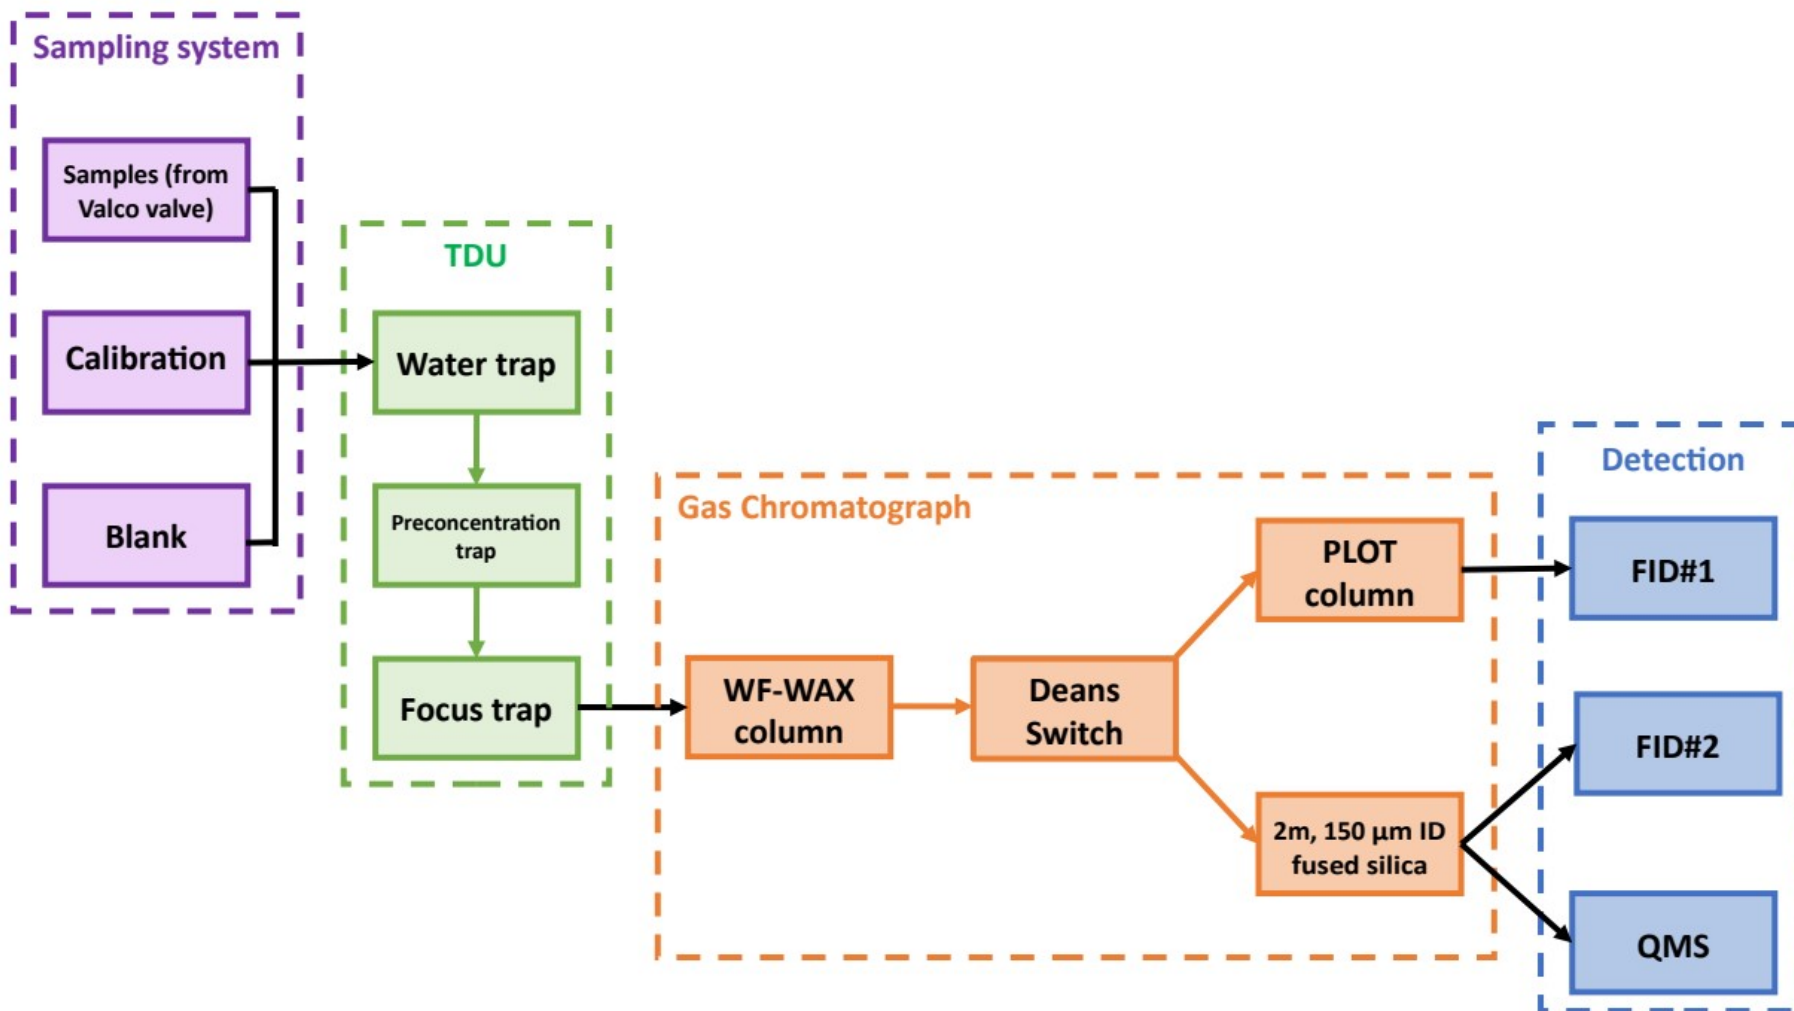 Sampling system
Samples (from
Valco valve)
Calibration
Blank
TDU
Water trap
Preconcentration
trap
Focus trap
Gas Chromatograph
WF-WAX
column
Deans
Switch
PLOT
column
2m, 150 µm ID
fused silica
Detection
FID#1
FID#2
QMS